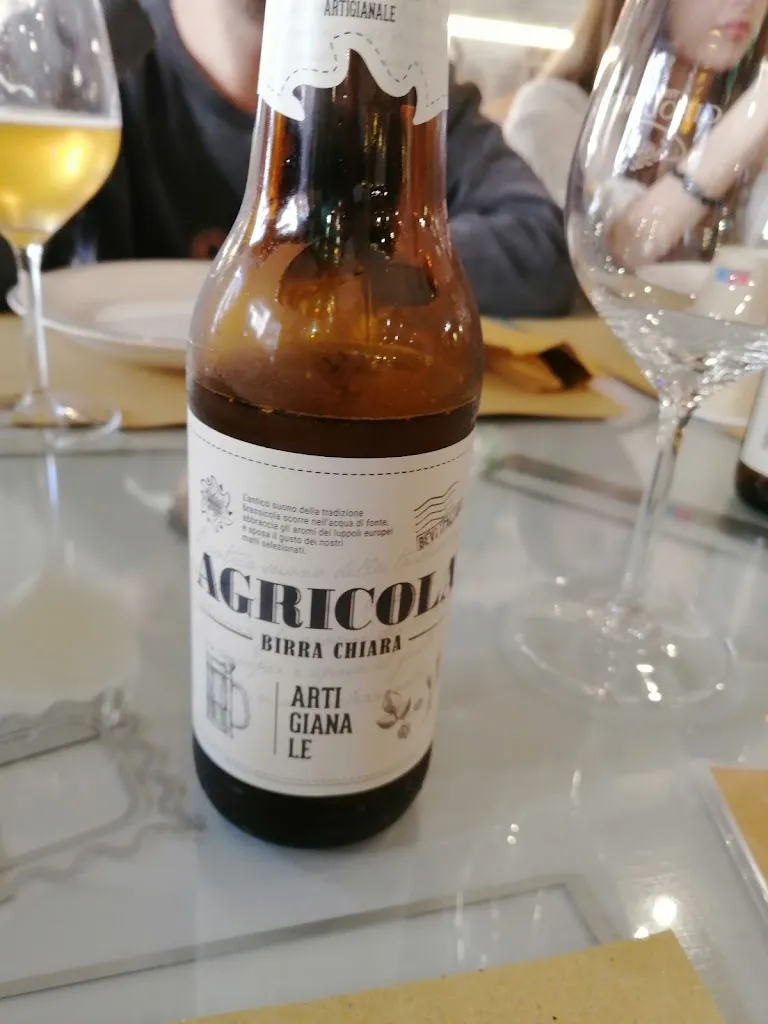 ARTIGIANALE
L'antico suono della tradizione
brassicola scorre nell'acqua di fonte,
abbraccia gli aromi dei luppoli europei
e sposa il gusto dei nostri
malti selezionati.
AGRICOLA
BIRRA CHIARA
ARTI
GIANA
LE